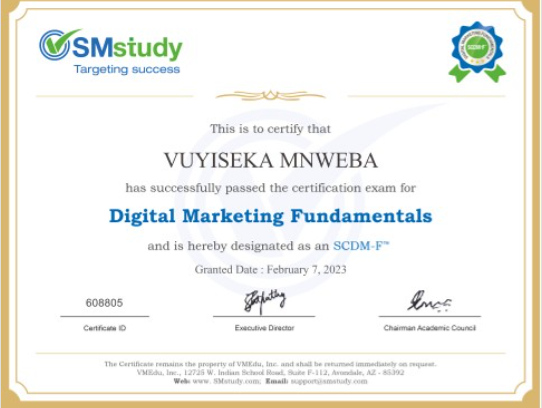 SMstudy
Targeting success
SCDM-F
This is to certify that
VUYISEKA MNWEBA
has successfully passed the certification exam for
Digital Marketing Fundamentals
and is hereby designated as an SCDM-F™
Granted Date : February 7, 2023
608805
Certificate ID
Executive Director
Chairman Academic Council
The Certificate remains the property of VMEdu, Inc. and shall be returned immediately on request.
VMEdu, Inc., 12725 W. Indian School Road, Suite F-112, Avondale, AZ - 85392
Web: www. SMstudy.com; Email: support@smstudy.com